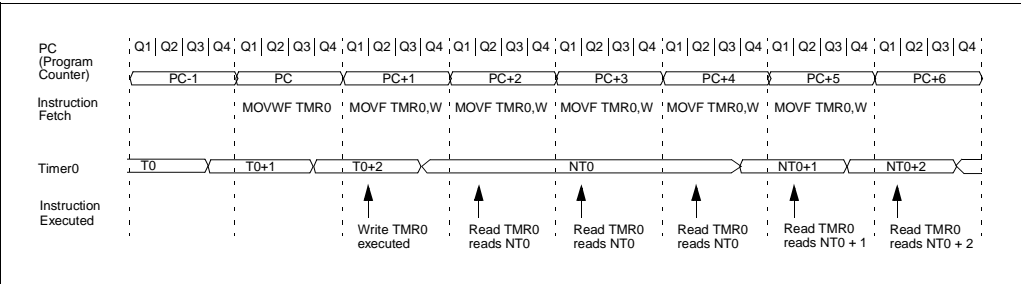 PC
(Program
Counter)
Q1 Q2 Q3 Q4 Q1 Q2 Q3 Q4 Q1 Q2 Q3 Q4 Q1 Q2 Q3 Q4 Q1 Q2 Q3 Q4 Q1 Q2 Q3 Q4 Q1 Q2 Q3 Q4 Q1 Q2 Q3 Q4
PC-1 PC PC+1 PC+2 PC+3 PC+4 PC+5 PC+6
Instruction
Fetch
MOVWF TMR0 MOVF TMR0,W MOVF TMR0,W MOVF TMR0,W MOVF TMR0,W MOVF TMR0,W
Timer0
T0 T0+1 T0+2 NT0 NT0+1 NT0+2
Instruction
Executed
Write TMR0
executed
Read TMR0
reads NT0
Read TMR0
reads NT0
Read TMR0
reads NT0
Read TMR0
reads NT0 + 1
Read TMR0
reads NT0 + 2